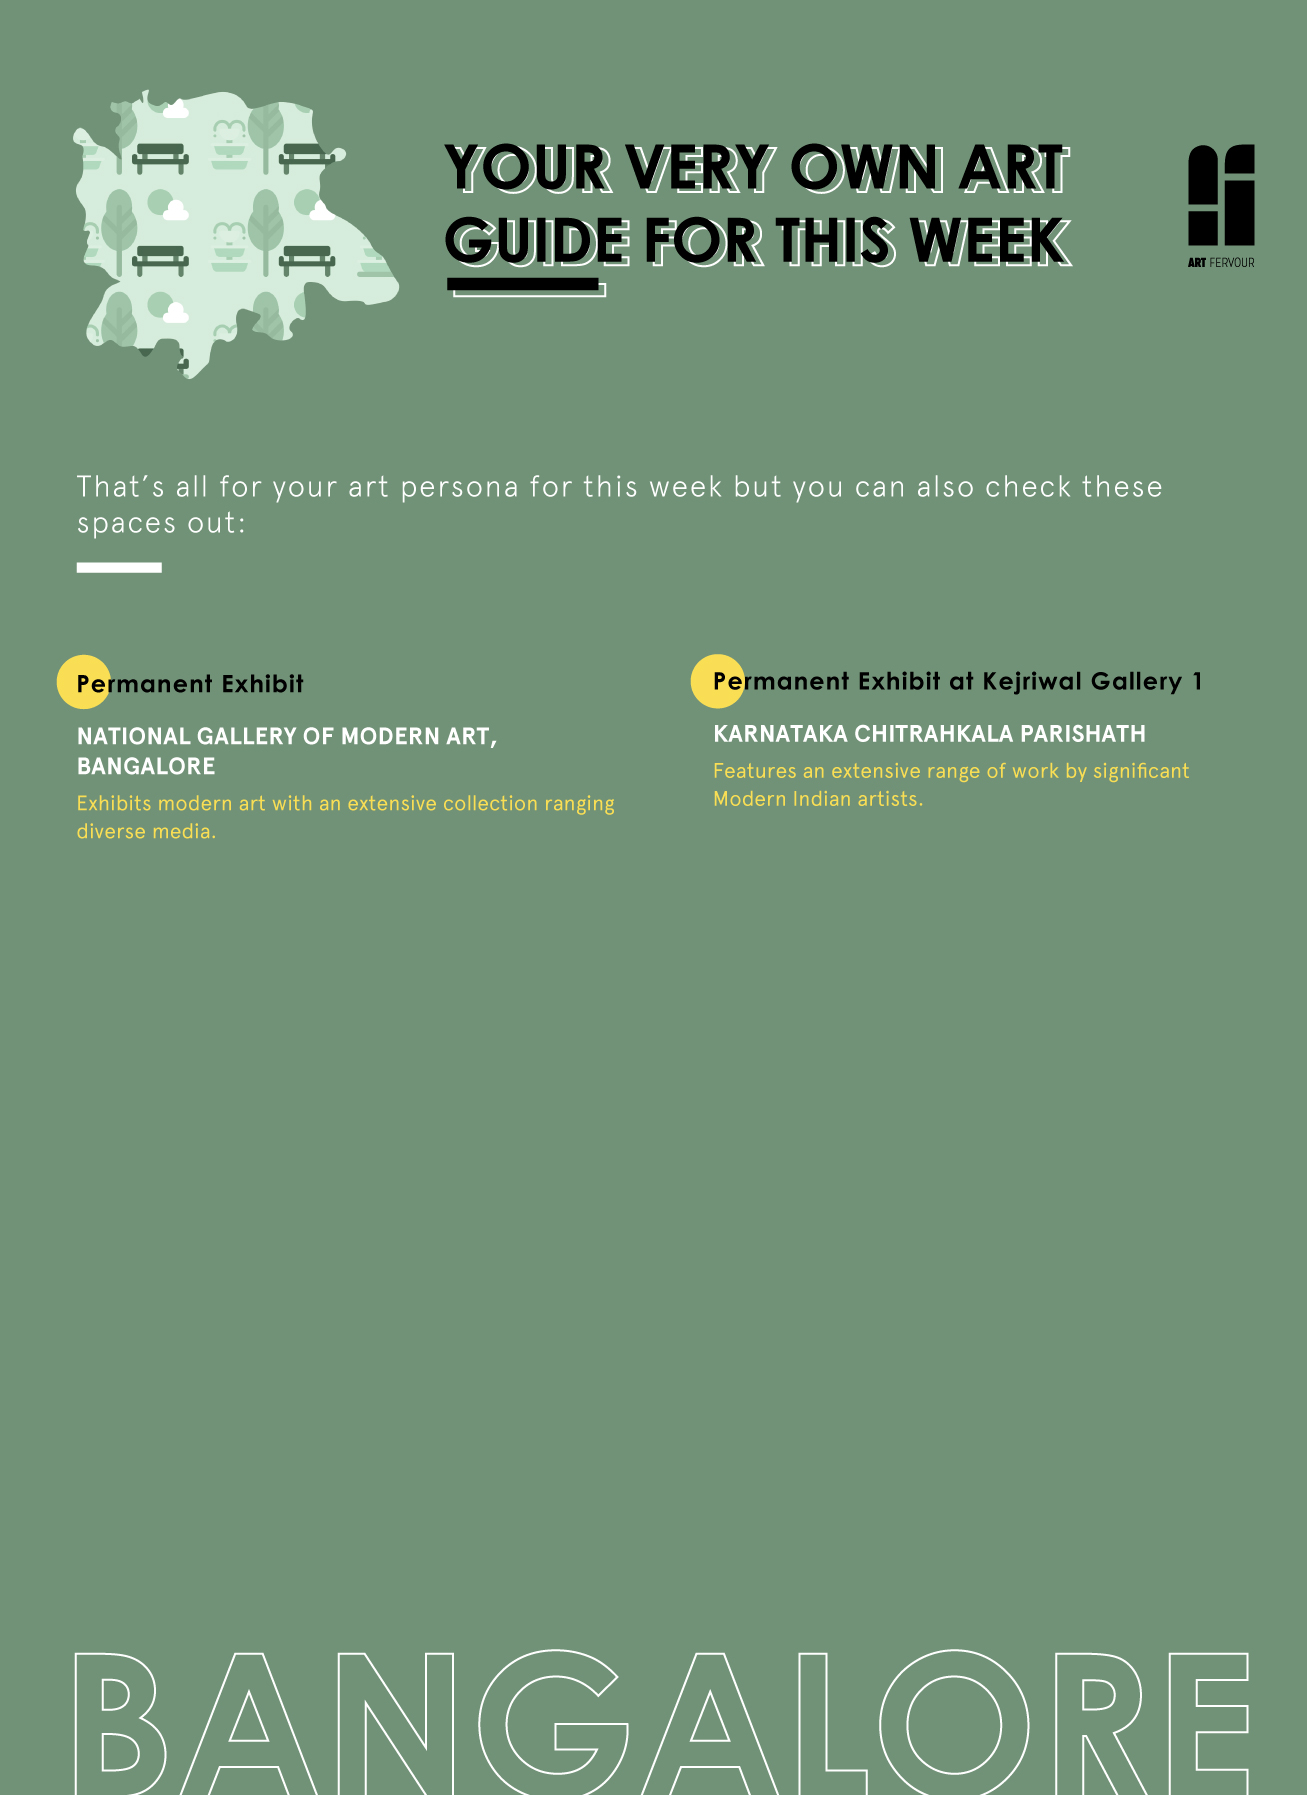 YOUR VERY OWN ART
GUIDE FOR THIS WEEK
ART FERVOUR
That's all for your art persona for this week but you can also check these
spaces out:
Permanent Exhibit
NATIONAL GALLERY OF MODERN ART,
BANGALORE
Exhibits modern art with an extensive collection ranging
diverse media.
Permanent Exhibit at Kejriwal Gallery 1
KARNATAKA CHITRAHKALA PARISHATH
Features an extensive range of work by significant
Modern Indian artists.
BANGALORE